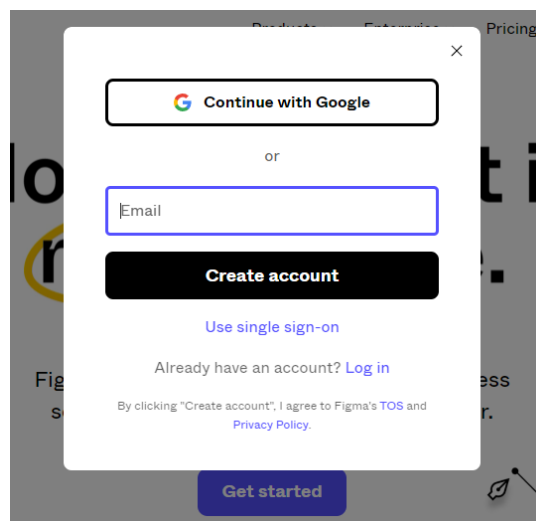 Pricing
Continue with Google
or
Email
Create account
Use single sign-on
Already have an account? Log in
By clicking "Create account", I agree to Figma's TOS and
Privacy Policy.
Get started